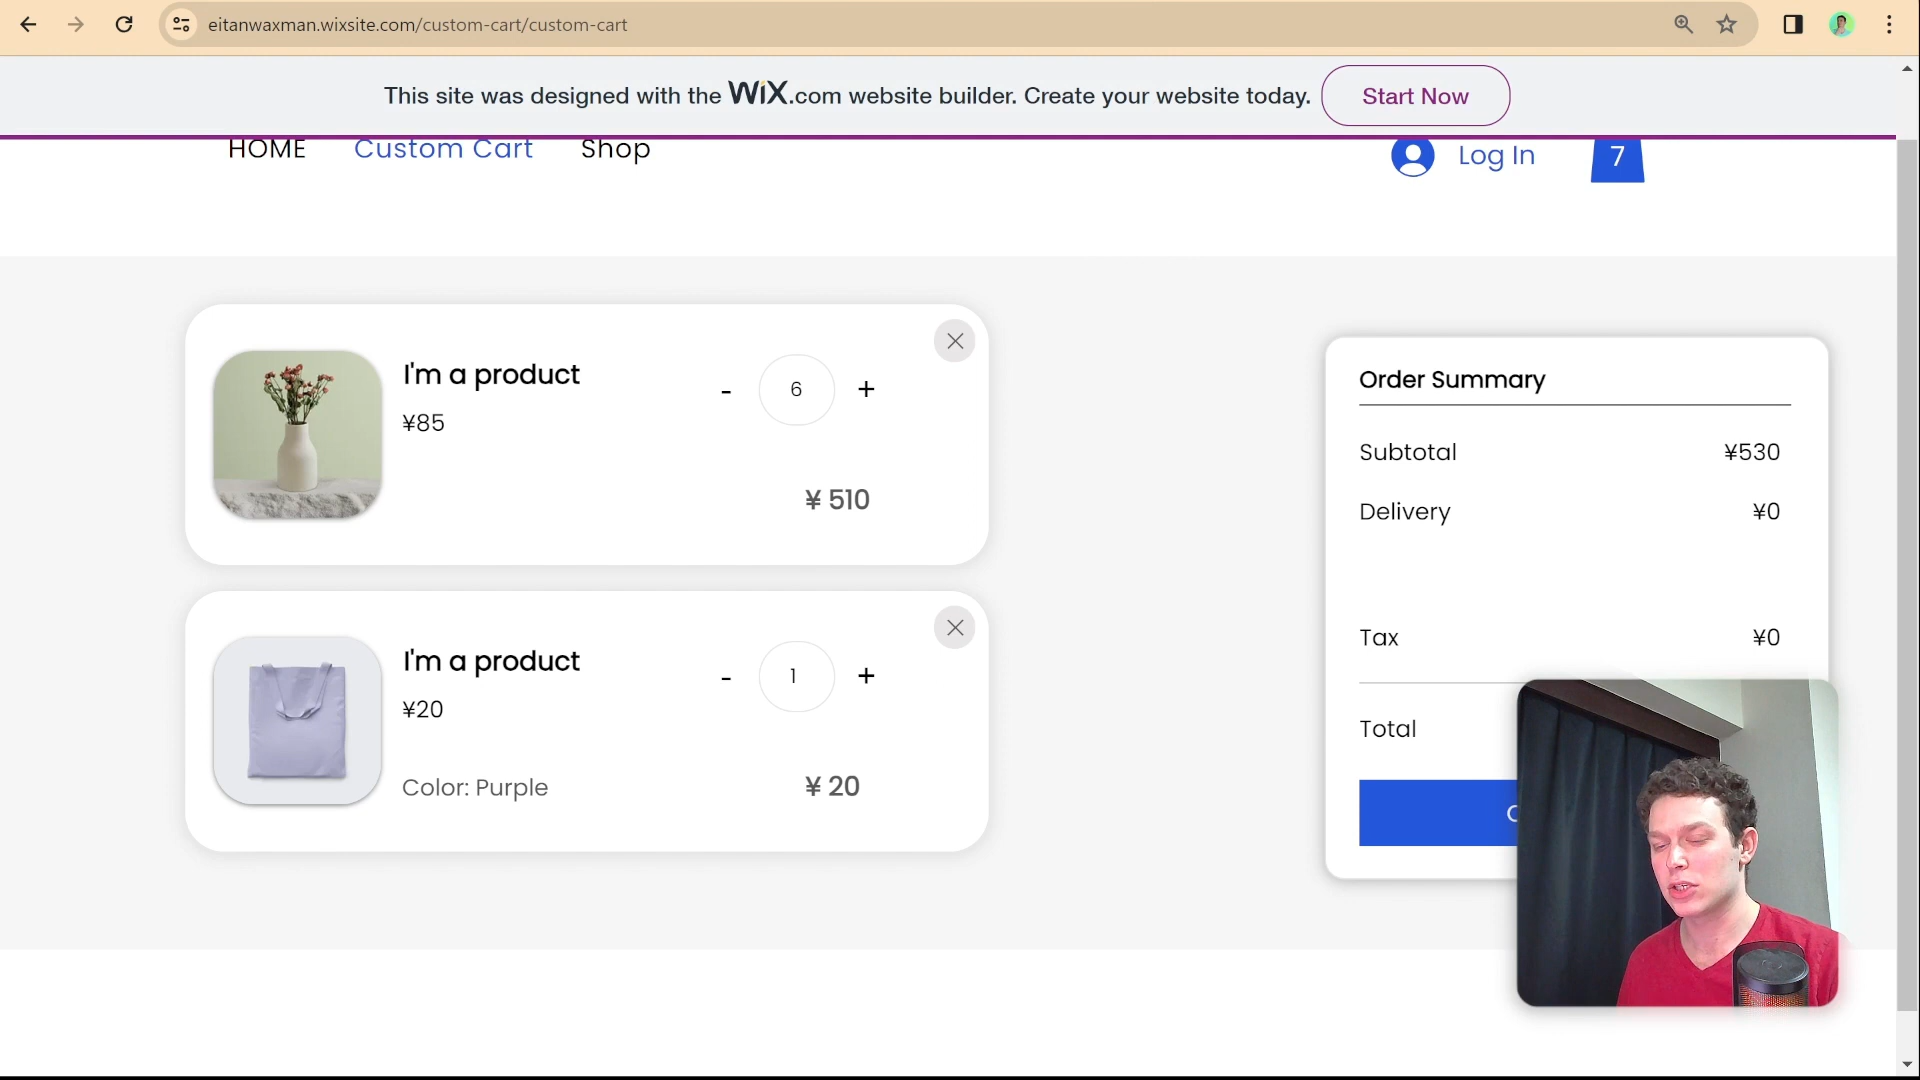 eitanwaxman.wixsite.com/custom-cart/custom-cart
This site was designed with the WiX.com website builder. Create your website today.
Start Now
HOME
Custom Cart
Shop
Log In
7
I'm a product
¥85
- 6 +
¥ 510
I'm a product
¥20
- 1 +
Color: Purple
¥ 20
Order Summary
Subtotal ¥530
Delivery ¥0
Tax ¥0
Total